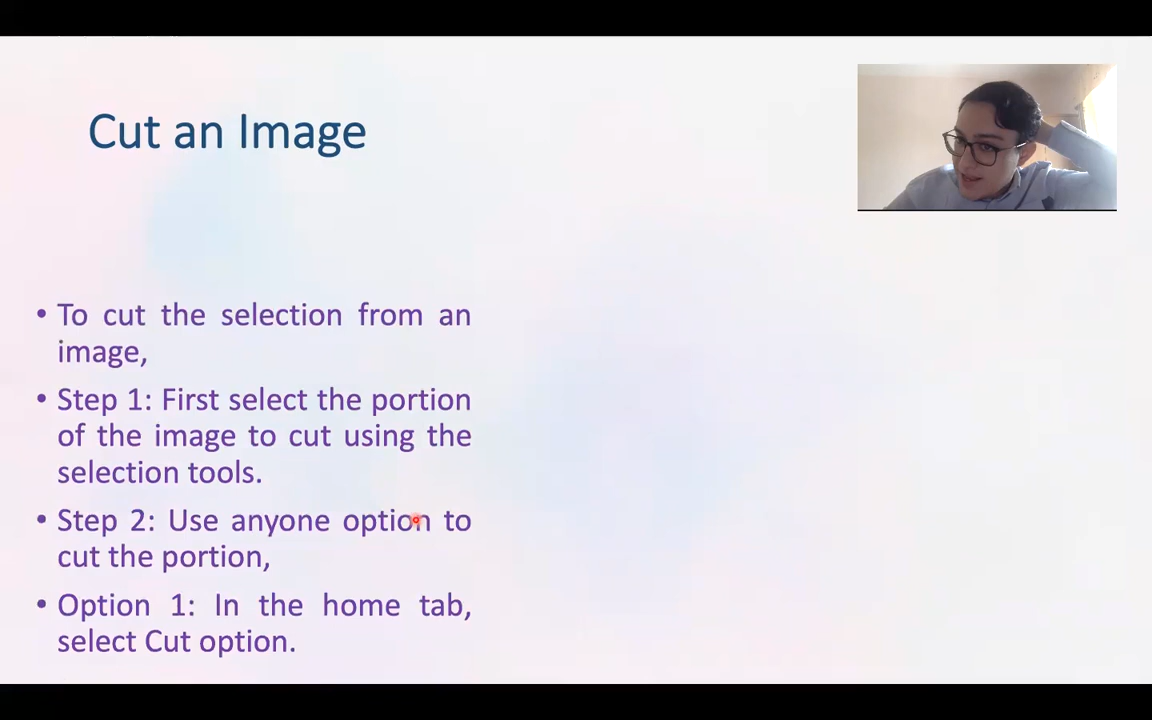 Cut an Image
• To cut the selection from an
image,
• Step 1: First select the portion
of the image to cut using the
selection tools.
• Step 2: Use anyone option to
cut the portion,
• Option 1: In the home tab,
select Cut option.